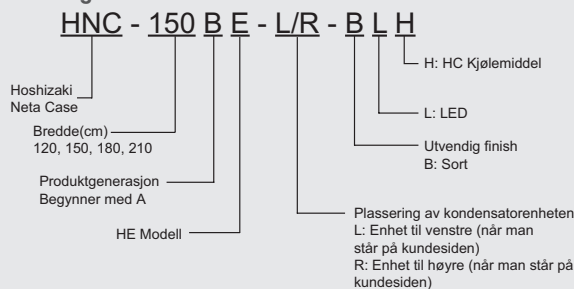 HNC - 150 B E - L/R - B L H
H: HC Kjølemiddel
Hoshizaki
Neta Case
L: LED
Bredde(cm)
120, 150, 180, 210
Utvendig finish
B: Sort
Produktgenerasjon
Begynner med A
HE Modell
Plassering av kondensatorenheten
L: Enhet til venstre (når man
står på kundesiden)
R: Enhet til høyre (når man står på
kundesiden)